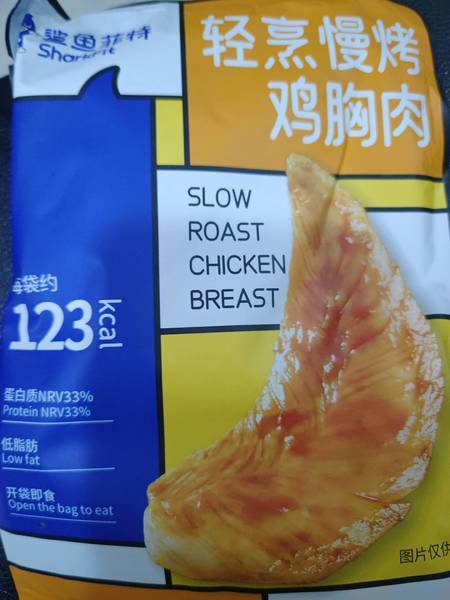 鲨鱼菲特
Sharkfit
轻烹慢烤
鸡胸肉
SLOW
ROAST
CHICKEN
BREAST
每袋约
123 kcal
蛋白质NRV33%
Protein NRV33%
低脂肪
Low fat
开袋即食
Open the bag to eat
图片仅供